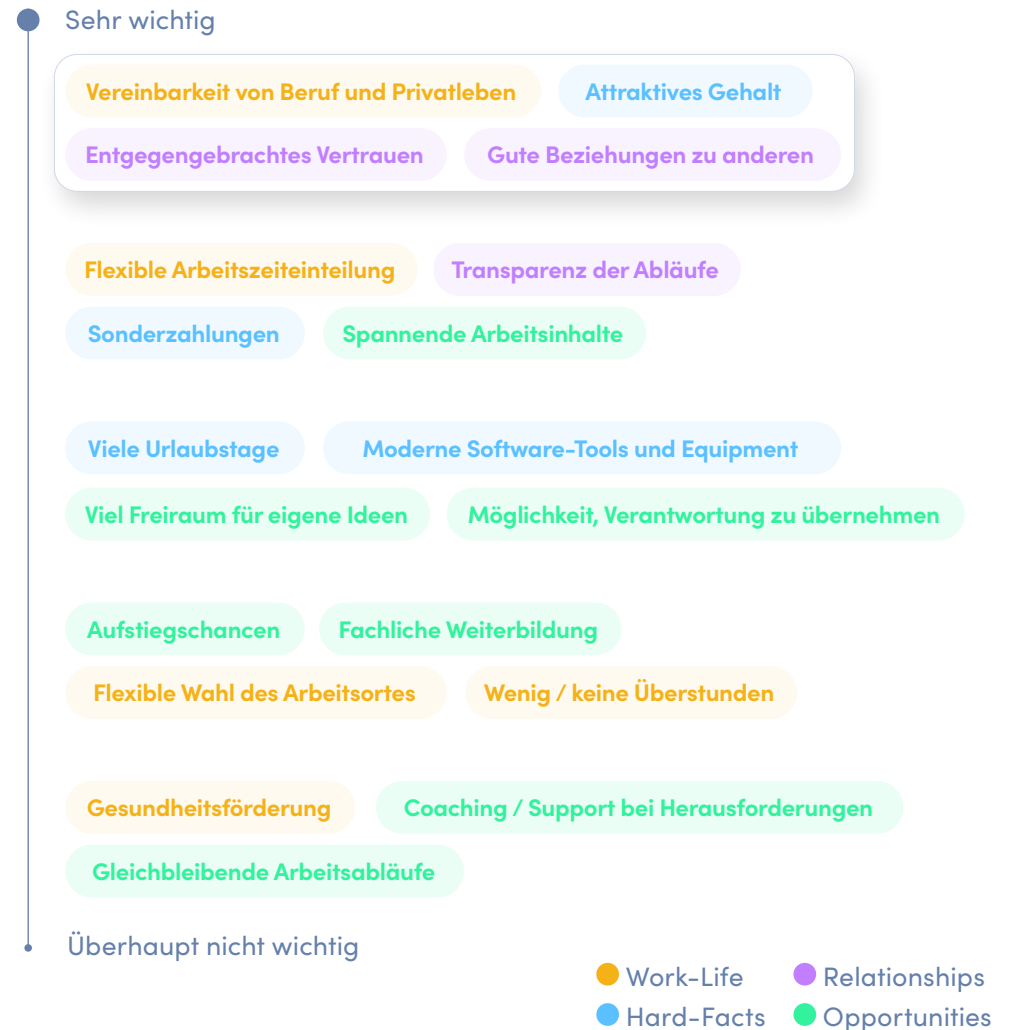 Sehr wichtig
Vereinbarkeit von Beruf und Privatleben Attraktives Gehalt
Entgegengebrachtes Vertrauen Gute Beziehungen zu anderen
Flexible Arbeitszeiteinteilung Transparenz der Abläufe
Sonderzahlungen Spannende Arbeitsinhalte
Viele Urlaubstage Moderne Software-Tools und Equipment
Viel Freiraum für eigene Ideen Möglichkeit, Verantwortung zu übernehmen
Aufstiegschancen Fachliche Weiterbildung
Flexible Wahl des Arbeitsortes Wenig / keine Überstunden
Gesundheitsförderung Coaching / Support bei Herausforderungen
Gleichbleibende Arbeitsabläufe
Überhaupt nicht wichtig
Work-Life Relationships
Hard-Facts Opportunities